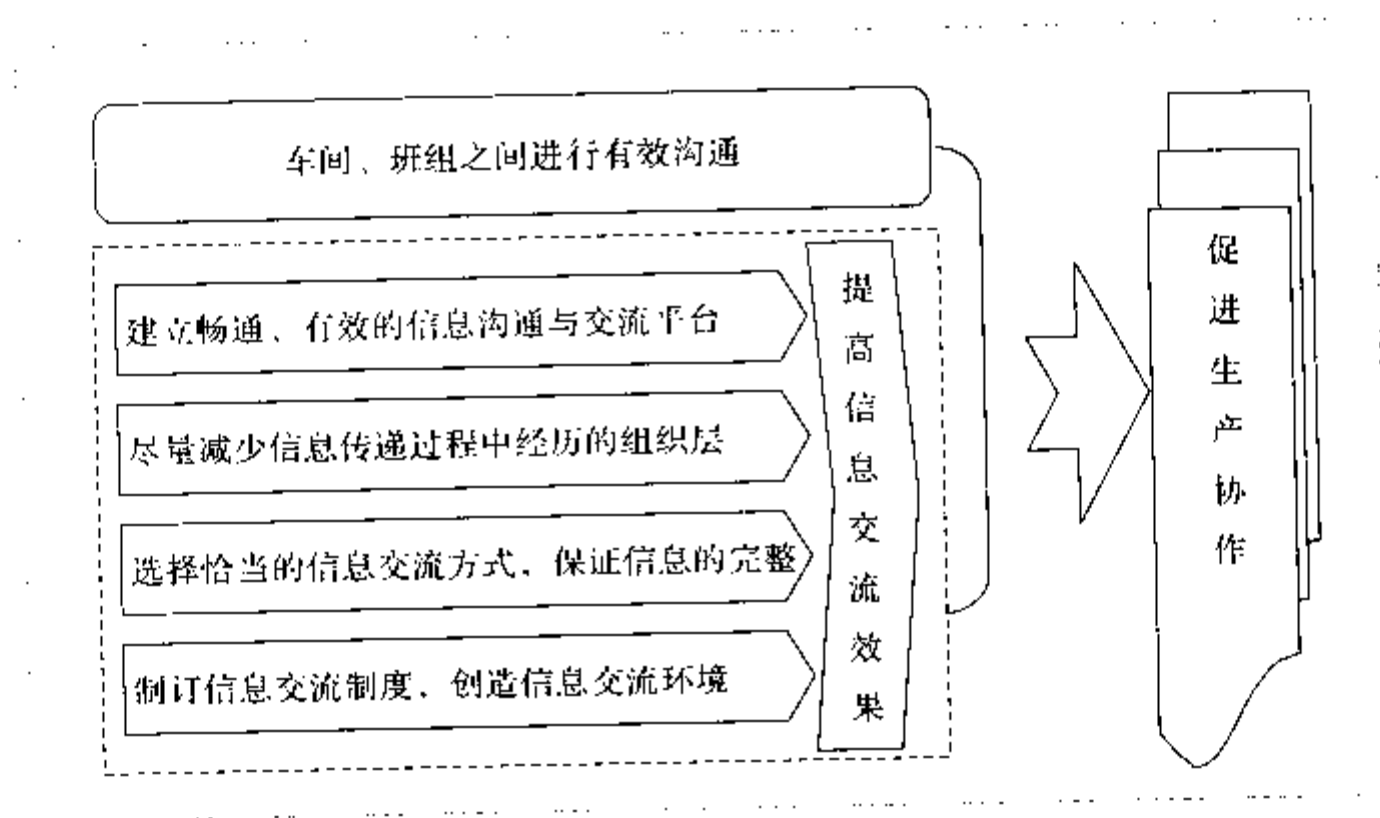 车间、班组之间进行有效沟通
建立畅通、有效的信息沟通与交流平台
尽量减少信息传递过程中经历的组织层
选择恰当的信息交流方式、保证信息的完整
制订信息交流制度、创造信息交流环境
提高信息交流效果
促进生产协作